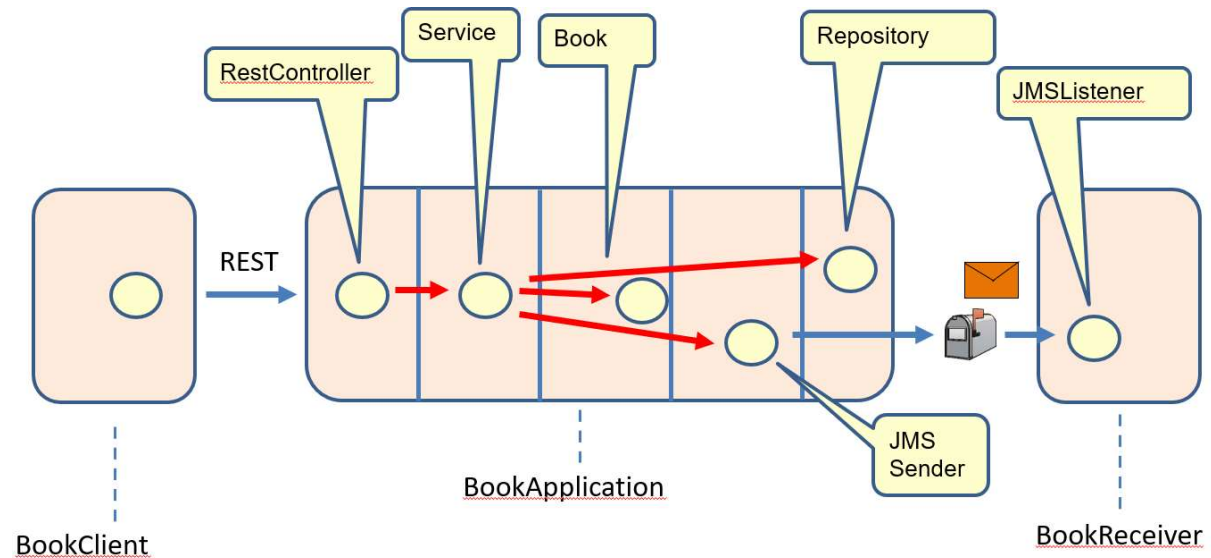 Service
Book
Repository
RestController
JMSListener
REST
JMS
Sender
BookApplication
BookClient
BookReceiver